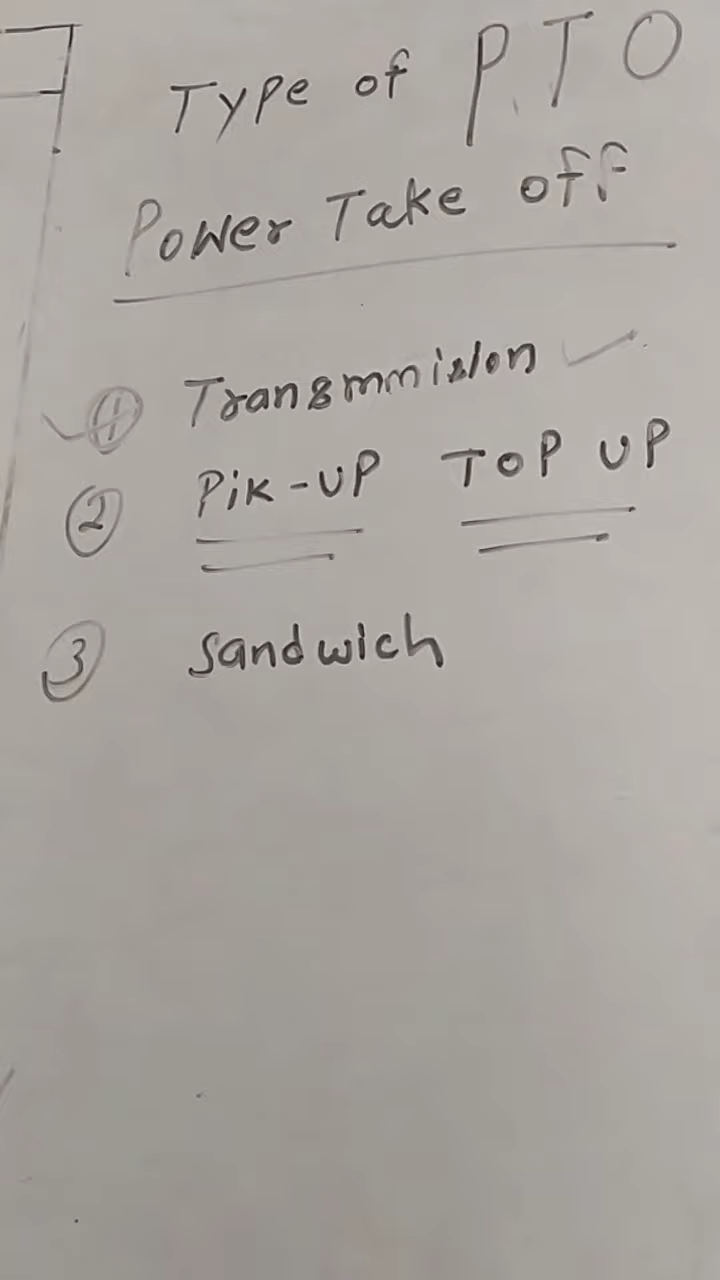 Type of P.T O
Power Take off
① Transmmision
② Pik-UP TOP UP
③ Sandwich